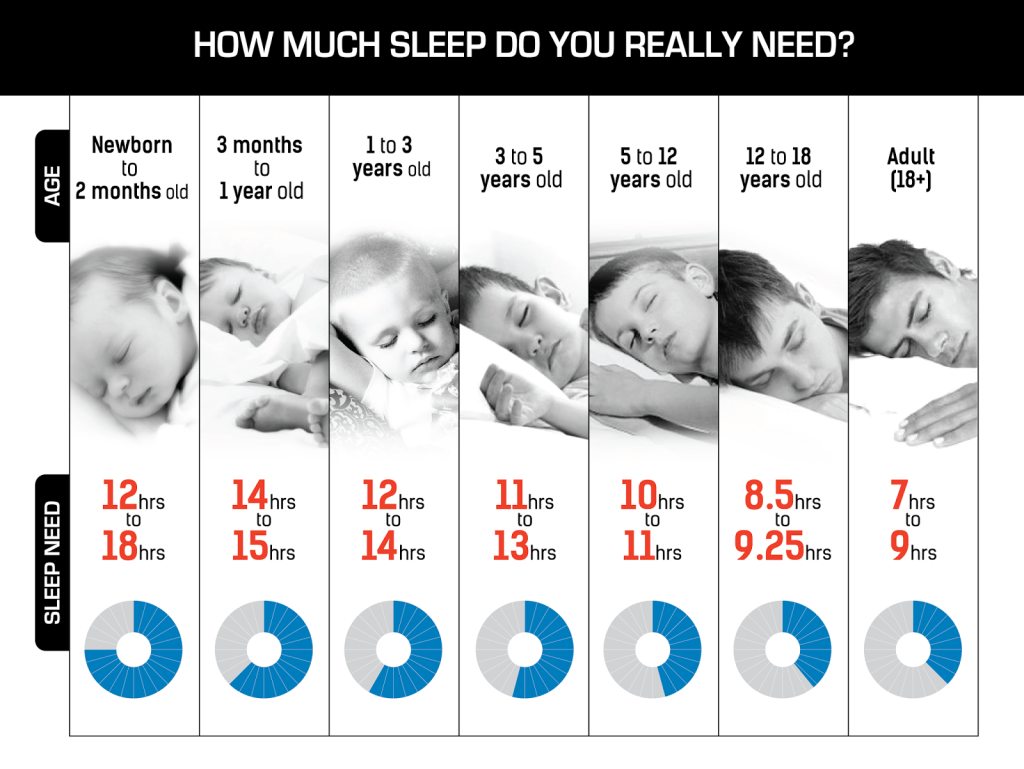 HOW MUCH SLEEP DO YOU REALLY NEED?
AGE
Newborn
to
2 months old
3 months
to
1 year old
1 to 3
years old
3 to 5
years old
5 to 12
years old
12 to 18
years old
Adult
(18+)
SLEEP NEED
12hrs
to
18hrs
14hrs
to
15hrs
12hrs
to
14hrs
11hrs
to
13hrs
10hrs
to
11hrs
8.5hrs
to
9.25hrs
7hrs
to
9hrs